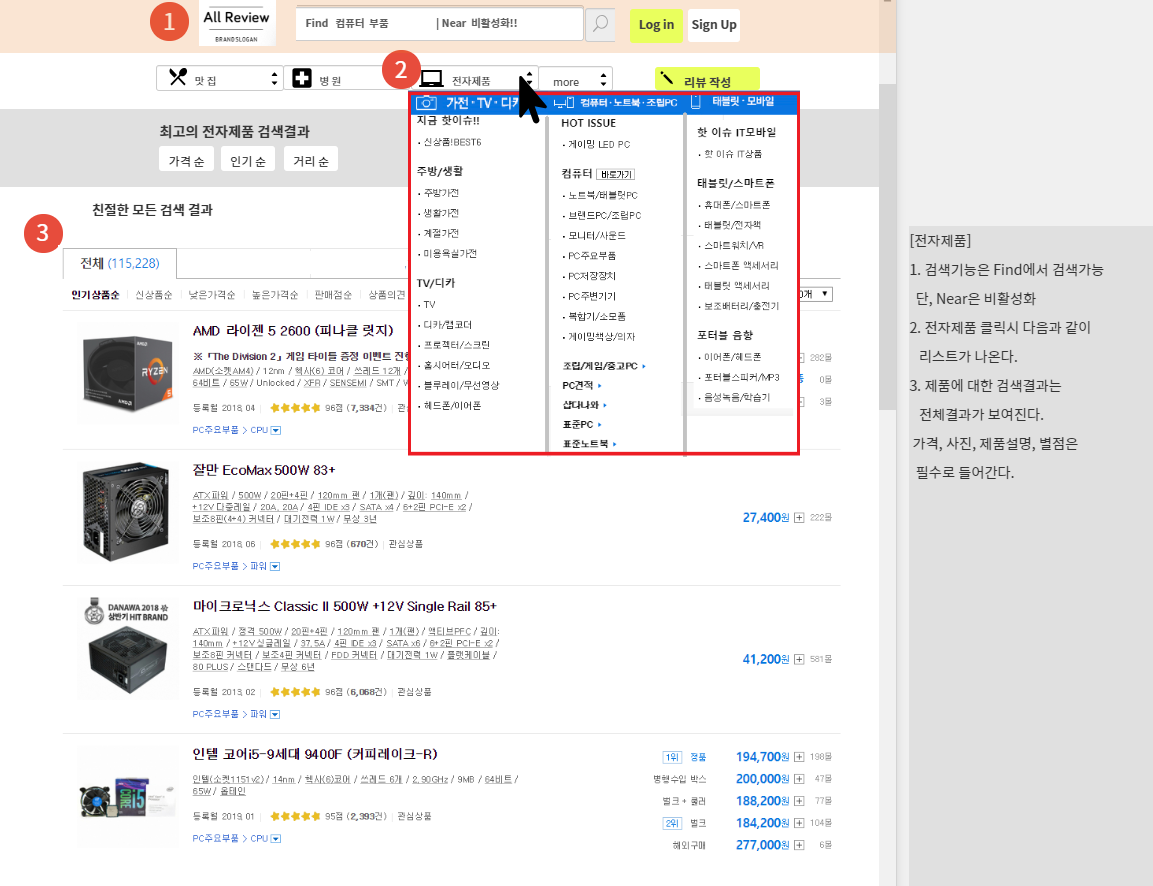 1
All Review
BRAND SLOGAN
Find 컴퓨터 부품 | Near 비활성화!!
Log in
Sign Up
맛 집
병 원
2
전자제품
more
리뷰 작성
최고의 전자제품 검색결과
가격 순
인기 순
거리 순
친절한 모든 검색 결과
3
전체 (115,228)
인기상품순
신상품순
낮은가격순
높은가격순
판매점순
상품의견
0개
가전 · TV · 디카
지금 핫이슈!!
· 신상품!BEST6
주방/생활
· 주방가전
· 생활가전
· 계절가전
· 미용욕실가전
TV/디카
· TV
· 디카/캠코더
· 프로젝터/스크린
· 홈시어터/오디오
· 블루레이/무선영상
· 헤드폰/이어폰
컴퓨터 · 노트북 · 조립PC
HOT ISSUE
· 게이밍 LED PC
컴퓨터 바로가기
· 노트북/태블릿PC
· 브랜드PC/조립PC
· 모니터/사운드
· PC주요부품
· PC저장장치
· PC주변기기
· 복합기/소모품
· 게이밍책상/의자
조립/게임/중고PC
PC견적
샵다나와
표준PC
표준노트북
태블릿 · 모바일
핫 이슈 IT모바일
· 핫 이슈 IT상품
태블릿/스마트폰
· 휴대폰/스마트폰
· 태블릿/전자책
· 스마트워치/VR
· 스마트폰 액세서리
· 태블릿 액세서리
· 보조배터리/충전기
포터블 음향
· 이어폰/헤드폰
· 포터블스피커/MP3
· 음성녹음/학습기
AMD 라이젠 5 2600 (피나클 릿지)
※「The Division 2」게임 타이틀 증정 이벤트 진행
AMD(소켓AM4) / 12nm / 헥사(6) 코어 / 쓰레드 12개
64비트 / 65W / Unlocked / XFR / SENSEMI / SMT /
등록월 2018, 04 96점 (7,334건)
PC주요부품 > CPU
282몰
0몰
3몰
잘만 EcoMax 500W 83+
ATX파워 / 500W / 20핀+4핀 / 120mm 팬 / 1개(팬) / 깊이: 140mm /
+12V 다중레일 / 20A, 20A / 4핀 IDE x3 / SATA x4 / 6+2핀 PCI-E x2 /
보조8핀(4+4) 커넥터 / 대기전력 1W / 무상 3년
등록월 2018, 06 96점 (670건) 관심상품
PC주요부품 > 파워
27,400원 222몰
DANAWA 2018
상반기 HIT BRAND
마이크로닉스 Classic II 500W +12V Single Rail 85+
ATX파워 / 정격 500W / 20핀+4핀 / 120mm 팬 / 1개(팬) / 액티브PFC / 깊이:
140mm / +12V 싱글레일 / 37.5A / 4핀 IDE x3 / SATA x6 / 6+2핀 PCI-E x2 /
보조8핀 커넥터 / 보조4핀 커넥터 / FDD 커넥터 / 대기전력 1W / 플랫케이블 /
80 PLUS / 스탠다드 / 무상 6년
등록월 2013, 02 96점 (6,068건) 관심상품
PC주요부품 > 파워
41,200원 581몰
인텔 코어i5-9세대 9400F (커피레이크-R)
인텔(소켓1151v2) / 14nm / 헥사(6)코어 / 쓰레드 6개 / 2.90GHz / 9MB / 64비트 /
65W / 옵테인
등록월 2019, 01 95점 (2,393건) 관심상품
PC주요부품 > CPU
1위 정품 194,700원 198몰
병행수입 박스 200,000원 47몰
벌크 + 쿨러 188,200원 77몰
2위 벌크 184,200원 104몰
해외구매 277,000원 6몰
[전자제품]
1. 검색기능은 Find에서 검색가능
단, Near은 비활성화
2. 전자제품 클릭시 다음과 같이
리스트가 나온다.
3. 제품에 대한 검색결과는
전체결과가 보여진다.
가격, 사진, 제품설명, 별점은
필수로 들어간다.